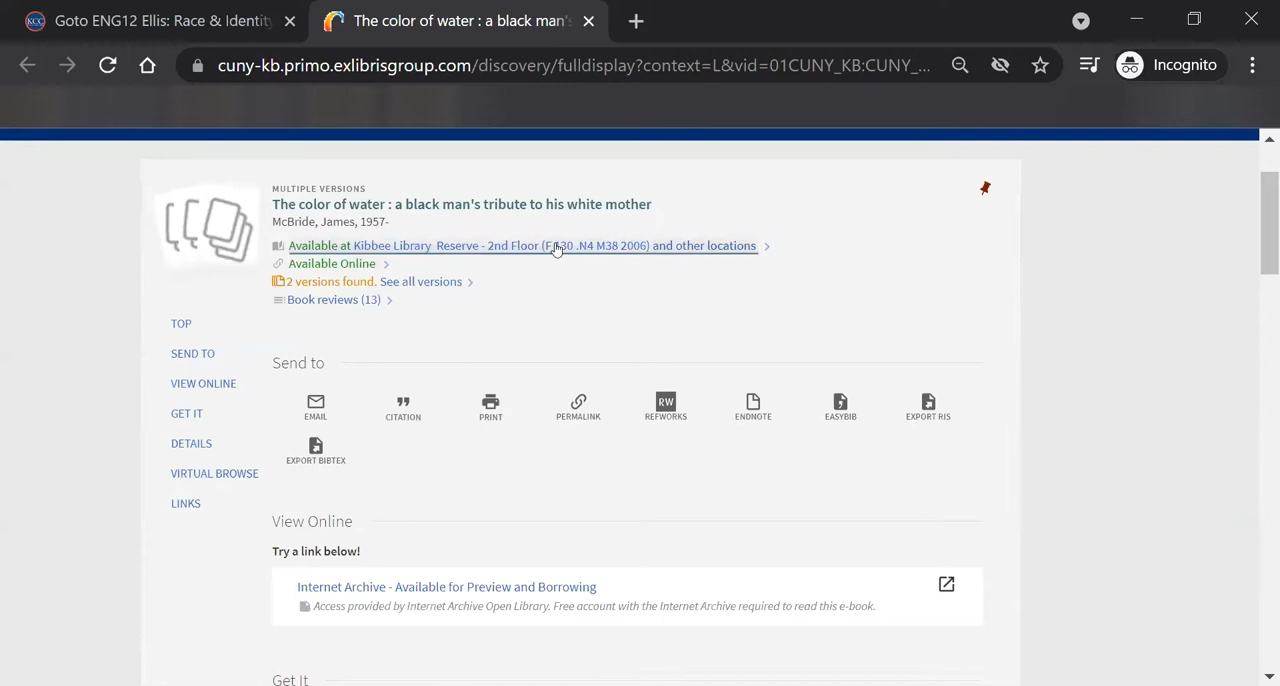 KCC Goto ENG12 Ellis: Race & Identity
The color of water : a black man's
cuny-kb.primo.exlibrisgroup.com/discovery/fulldisplay?context=L&vid=01CUNY_KB:CUNY_...
Incognito
MULTIPLE VERSIONS
The color of water : a black man's tribute to his white mother
McBride, James, 1957-
Available at Kibbee Library Reserve - 2nd Floor .N4 M38 2006) and other locations
Available Online
2 versions found. See all versions
Book reviews (13)
TOP
SEND TO
VIEW ONLINE
GET IT
DETAILS
VIRTUAL BROWSE
LINKS
Send to
EMAIL
CITATION
PRINT
PERMALINK
RW
REFWORKS
ENDNOTE
EASYBIB
EXPORT RIS
EXPORT BIBTEX
View Online
Try a link below!
Internet Archive - Available for Preview and Borrowing
Access provided by Internet Archive Open Library. Free account with the Internet Archive required to read this e-book.
Get It